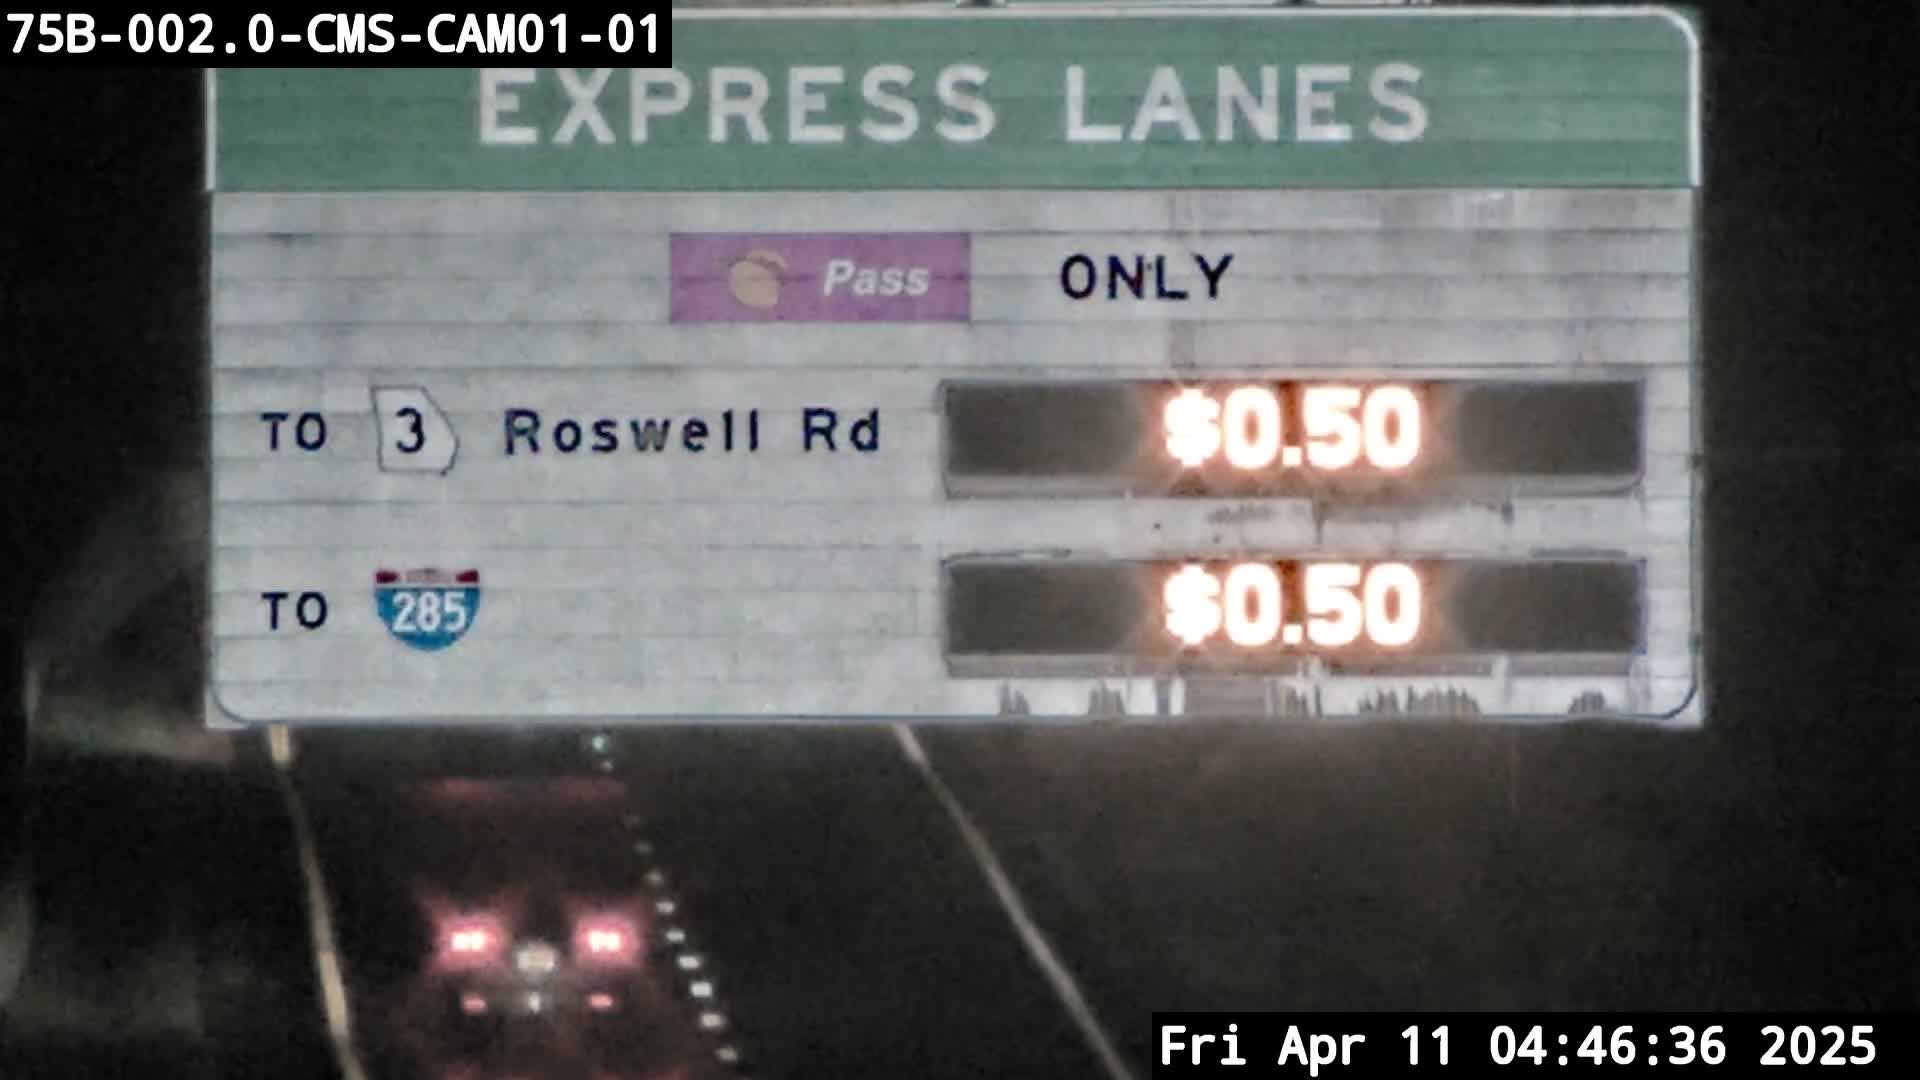 75B-002.0-CMS-CAM01-01
EXPRESS LANES
Pass ONLY
TO 3 Roswell Rd $0.50
TO 285 $0.50
Fri Apr 11 04:46:36 2025